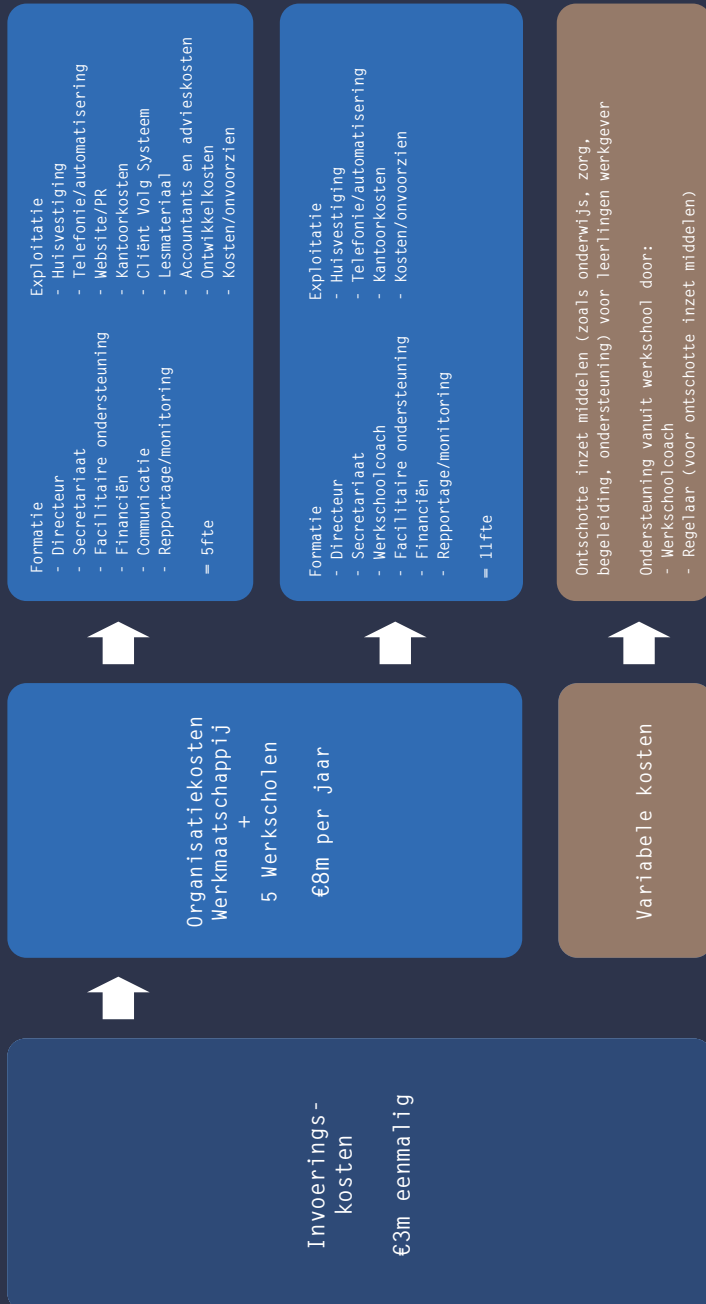 Invoerings-
kosten
€3m eenmalig
Organisatiekosten
Werkmaatschappij
+
5 Werkscholen
€8m per jaar
Variabele kosten
Formatie
- Directeur
- Secretariaat
- Facilitaire ondersteuning
- Financiën
- Communicatie
- Repportage/monitoring
= 5fte
Exploitatie
- Huisvestiging
- Telefonie/automatisering
- Website/PR
- Kantoorkosten
- Cliënt Volg Systeem
- Lesmateriaal
- Accountants en advieskosten
- Ontwikkelkosten
- Kosten/onvoorzien
Formatie
- Directeur
- Secretariaat
- Werkschoolcoach
- Facilitaire ondersteuning
- Financiën
- Repportage/monitoring
= 11fte
Exploitatie
- Huisvestiging
- Telefonie/automatisering
- Kantoorkosten
- Kosten/onvoorzien
Ontschotte inzet middelen (zoals onderwijs, zorg,
begeleiding, ondersteuning) voor leerlingen werkgever
Ondersteuning vanuit werkschool door:
- Werkschoolcoach
- Regelaar (voor ontschotte inzet middelen)